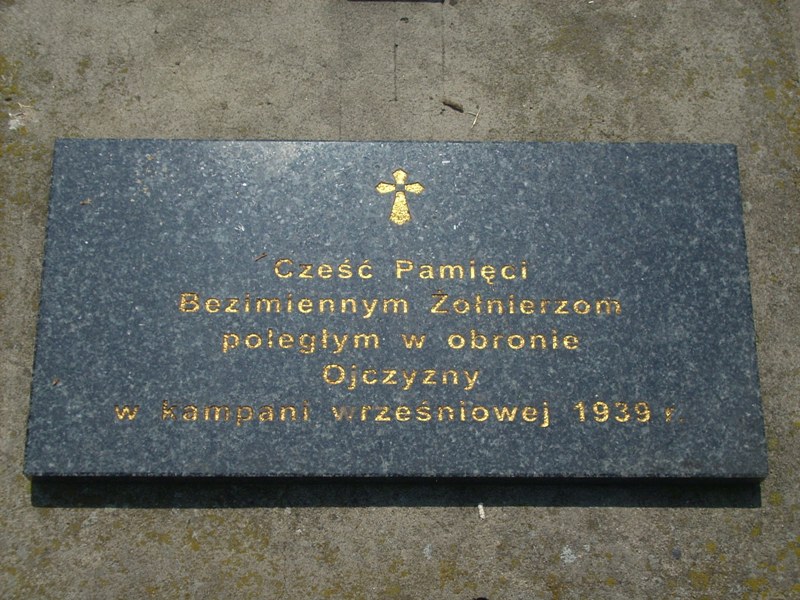 Cześć Pamięci
Bezimiennym Żołnierzom
poległym w obronie
Ojczyzny
w kampani wrześniowej 1939 r.